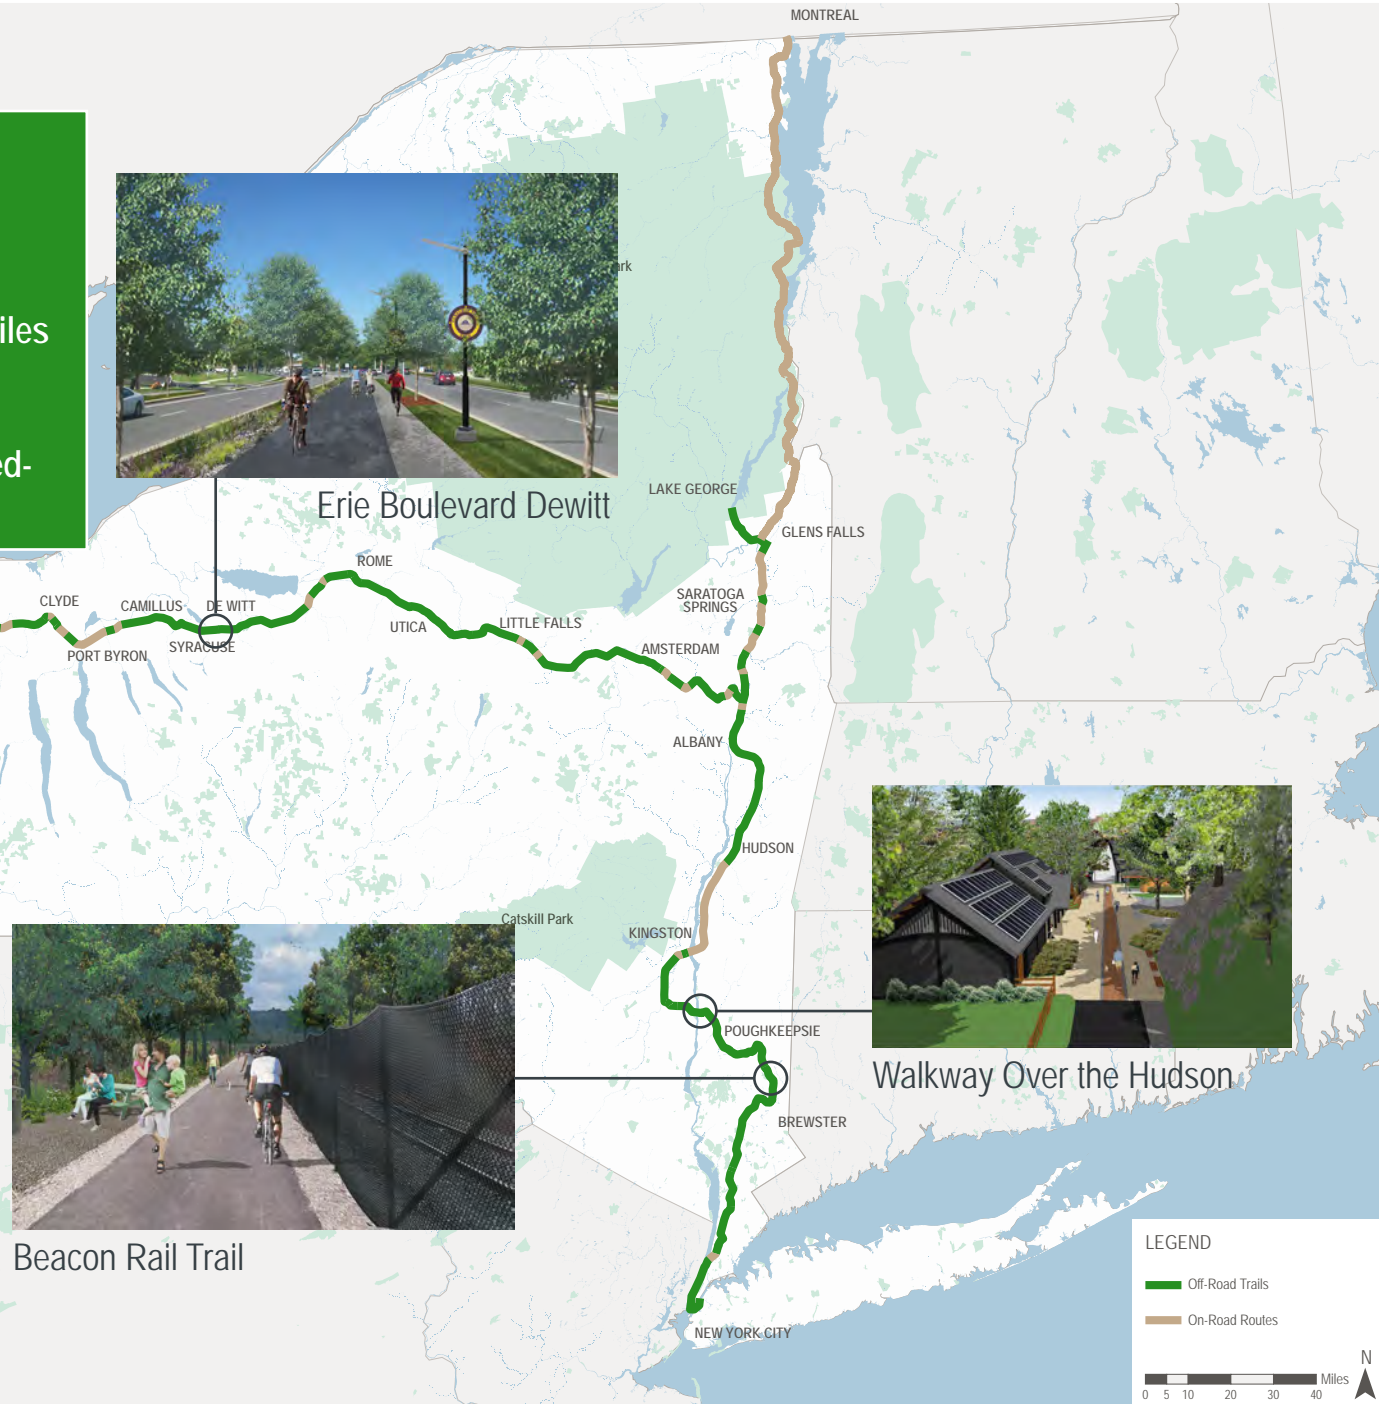 MONTREAL
ark
iles
ed-
Erie Boulevard Dewitt
LAKE GEORGE
GLENS FALLS
ROME
SARATOGA
SPRINGS
CLYDE
CAMILLUS
DE WITT
UTICA
LITTLE FALLS
PORT BYRON
SYRACUSE
AMSTERDAM
ALBANY
HUDSON
Catskill Park
KINGSTON
POUGHKEEPSIE
Walkway Over the Hudson
BREWSTER
Beacon Rail Trail
NEW YORK CITY
LEGEND
Off-Road Trails
On-Road Routes
N
Miles
0 5 10 20 30 40